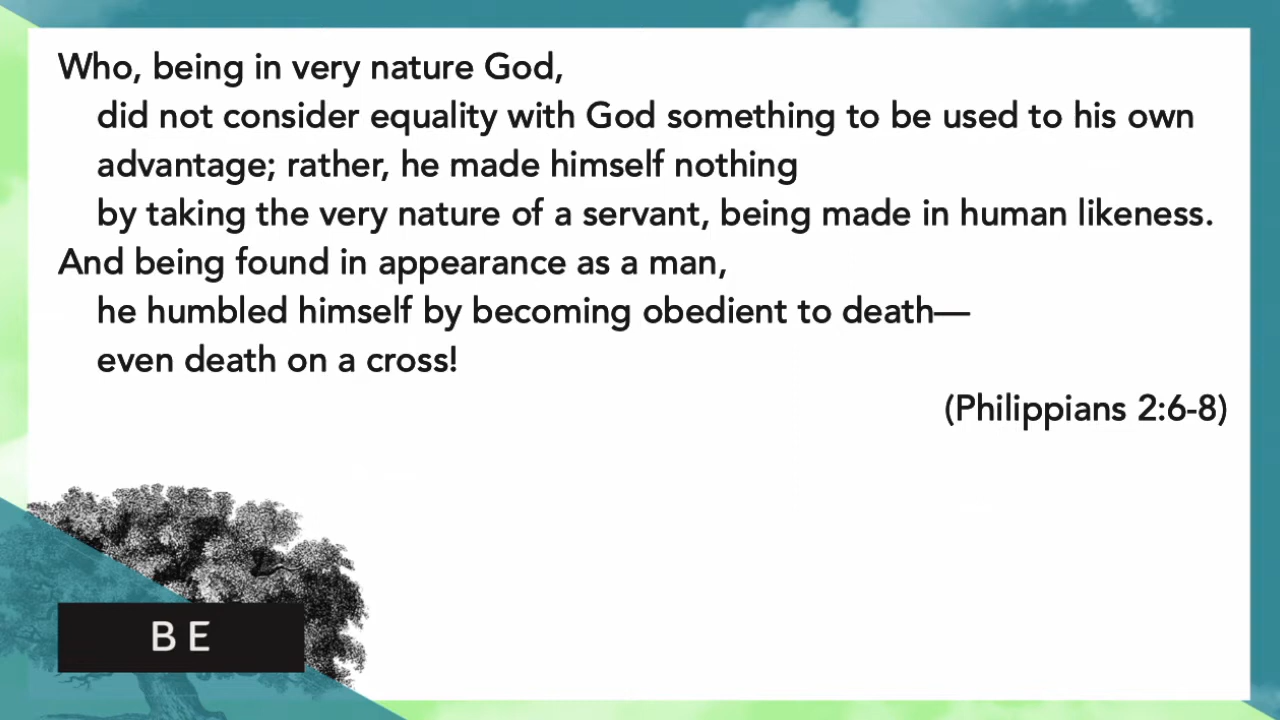 Who, being in very nature God,
did not consider equality with God something to be used to his own
advantage; rather, he made himself nothing
by taking the very nature of a servant, being made in human likeness.
And being found in appearance as a man,
he humbled himself by becoming obedient to death—
even death on a cross!
(Philippians 2:6-8)
BE